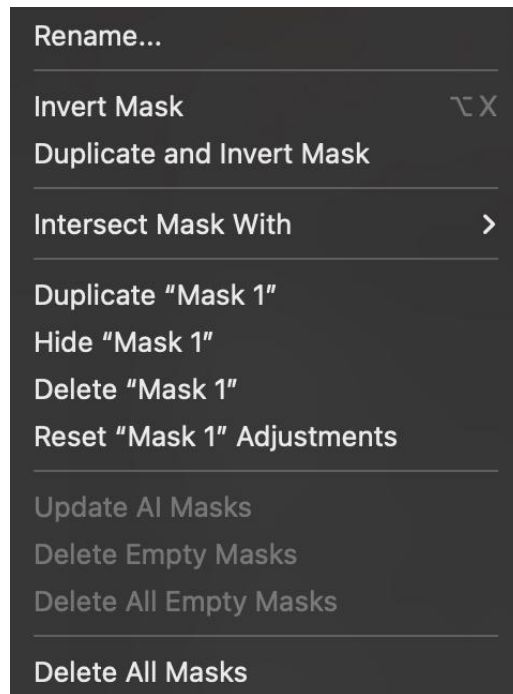 Rename...
Invert Mask ⌥ X
Duplicate and Invert Mask
Intersect Mask With
Duplicate “Mask 1”
Hide “Mask 1”
Delete “Mask 1”
Reset “Mask 1” Adjustments
Update AI Masks
Delete Empty Masks
Delete All Empty Masks
Delete All Masks